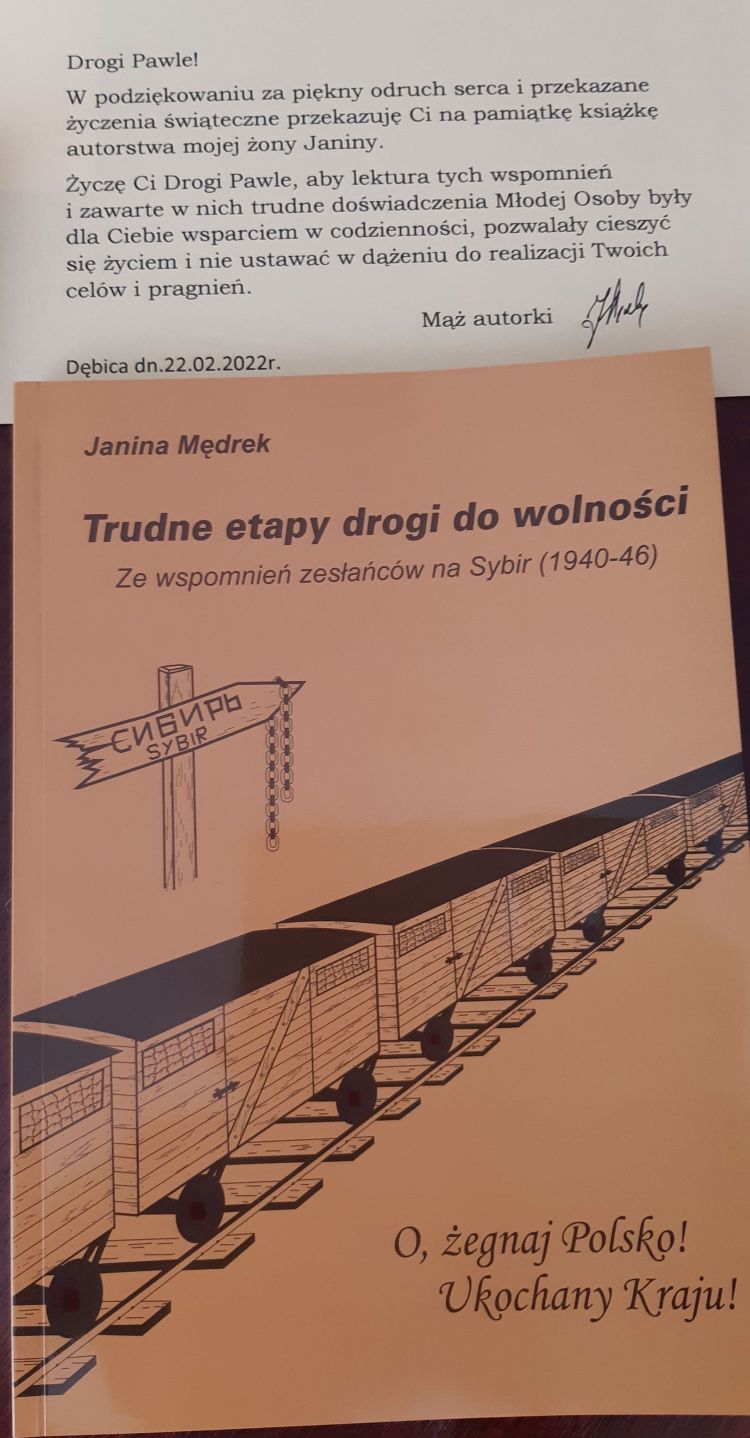 Drogi Pawle!
W podziękowaniu za piękny odruch serca i przekazane
życzenia świąteczne przekazuję Ci na pamiątkę książkę
autorstwa mojej żony Janiny.
Życzę Ci Drogi Pawle, aby lektura tych wspomnień
i zawarte w nich trudne doświadczenia Młodej Osoby były
dla Ciebie wsparciem w codzienności, pozwalały cieszyć
się życiem i nie ustawać w dążeniu do realizacji Twoich
celów i pragnień.
Mąż autorki
Dębica dn.22.02.2022r.
Janina Mędrek
Trudne etapy drogi do wolności
Ze wspomnień zesłańców na Sybir (1940-46)
СИБИРЬ
SYBIR
O, żegnaj Polsko!
Ukochany Kraju!